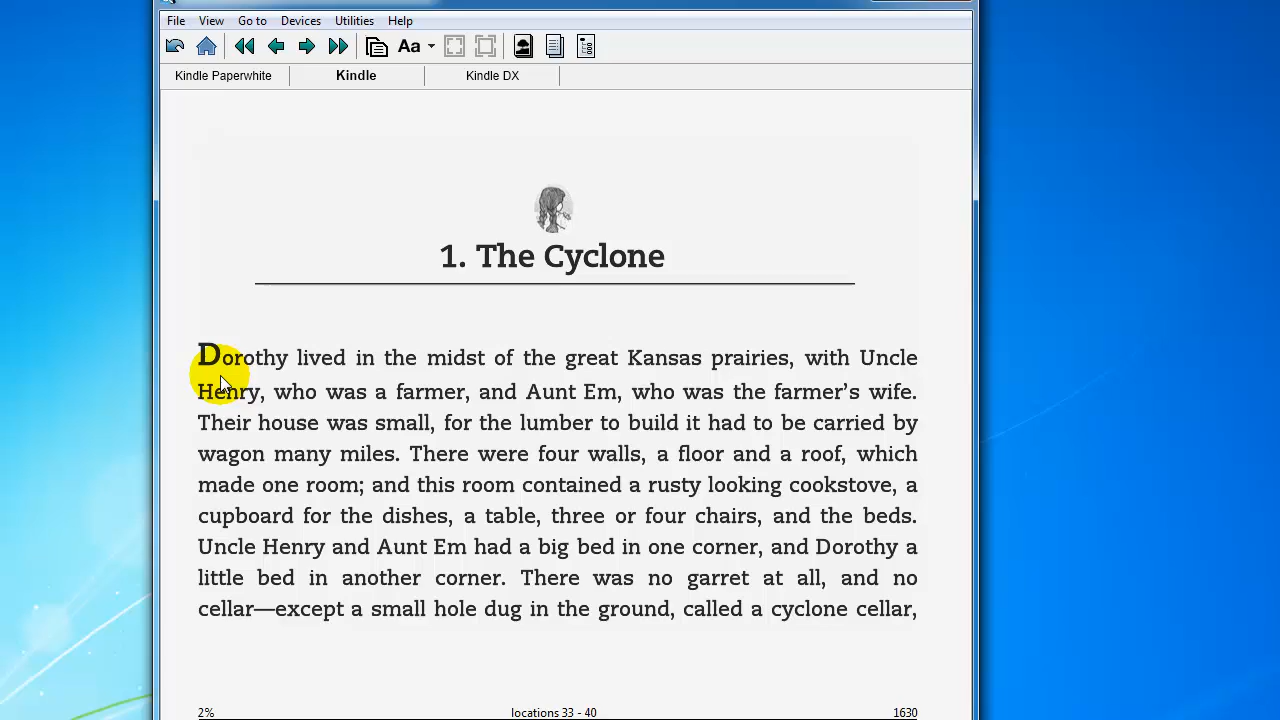 File View Go to Devices Utilities Help
Aa
Kindle Paperwhite Kindle Kindle DX
1. The Cyclone
Dorothy lived in the midst of the great Kansas prairies, with Uncle
Henry, who was a farmer, and Aunt Em, who was the farmer’s wife.
Their house was small, for the lumber to build it had to be carried by
wagon many miles. There were four walls, a floor and a roof, which
made one room; and this room contained a rusty looking cookstove, a
cupboard for the dishes, a table, three or four chairs, and the beds.
Uncle Henry and Aunt Em had a big bed in one corner, and Dorothy a
little bed in another corner. There was no garret at all, and no
cellar—except a small hole dug in the ground, called a cyclone cellar,
2% locations 33 - 40 1630